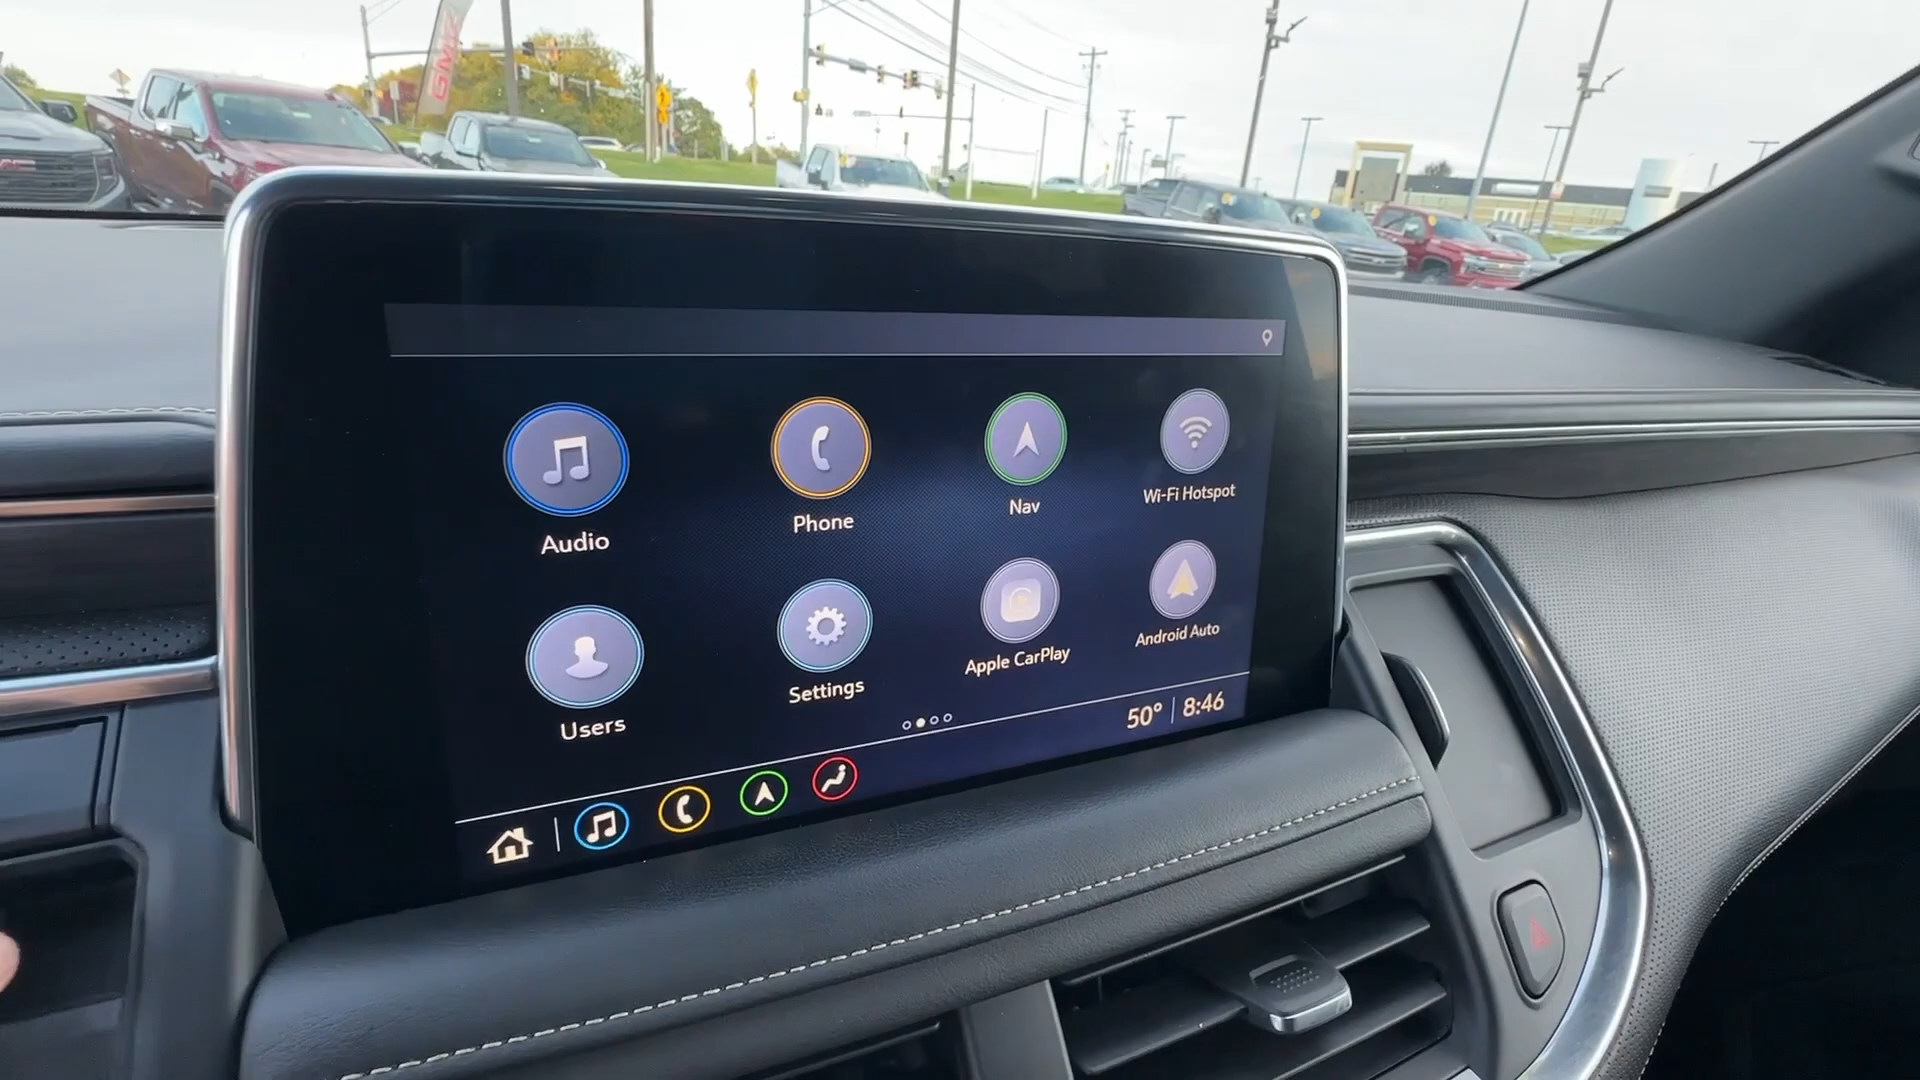 GMC
Audio
Phone
Nav
Wi-Fi Hotspot
Users
Settings
Apple CarPlay
Android Auto
50° | 8:46